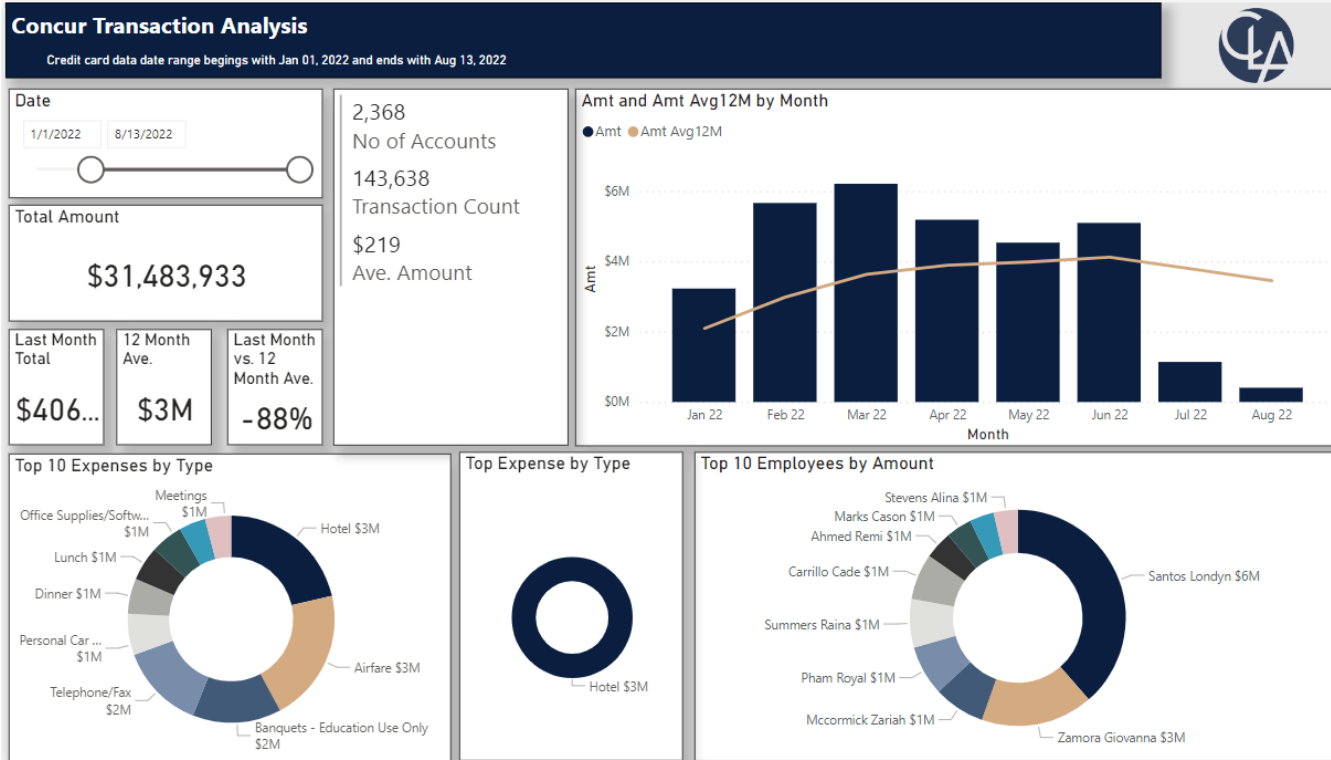 Concur Transaction Analysis
Credit card data date range begings with Jan 01, 2022 and ends with Aug 13, 2022
CLA
Date
1/1/2022 8/13/2022
Total Amount
$31,483,933
Last Month
Total
$406...
12 Month
Ave.
$3M
Last Month
vs. 12
Month Ave.
-88%
2,368
No of Accounts
143,638
Transaction Count
$219
Ave. Amount
Amt and Amt Avg12M by Month
Amt Amt Avg12M
$6M
$4M
$2M
$0M
Amt
Jan 22 Feb 22 Mar 22 Apr 22 May 22 Jun 22 Jul 22 Aug 22
Month
Top 10 Expenses by Type
Meetings
$1M
Office Supplies/Softw...
$1M
Lunch $1M
Dinner $1M
Personal Car ...
$1M
Telephone/Fax
$2M
Hotel $3M
Airfare $3M
Banquets - Education Use Only
$2M
Top Expense by Type
Hotel $3M
Top 10 Employees by Amount
Stevens Alina $1M
Marks Cason $1M
Ahmed Remi $1M
Carrillo Cade $1M
Summers Raina $1M
Pham Royal $1M
Mccormick Zariah $1M
Santos Londyn $6M
Zamora Giovanna $3M